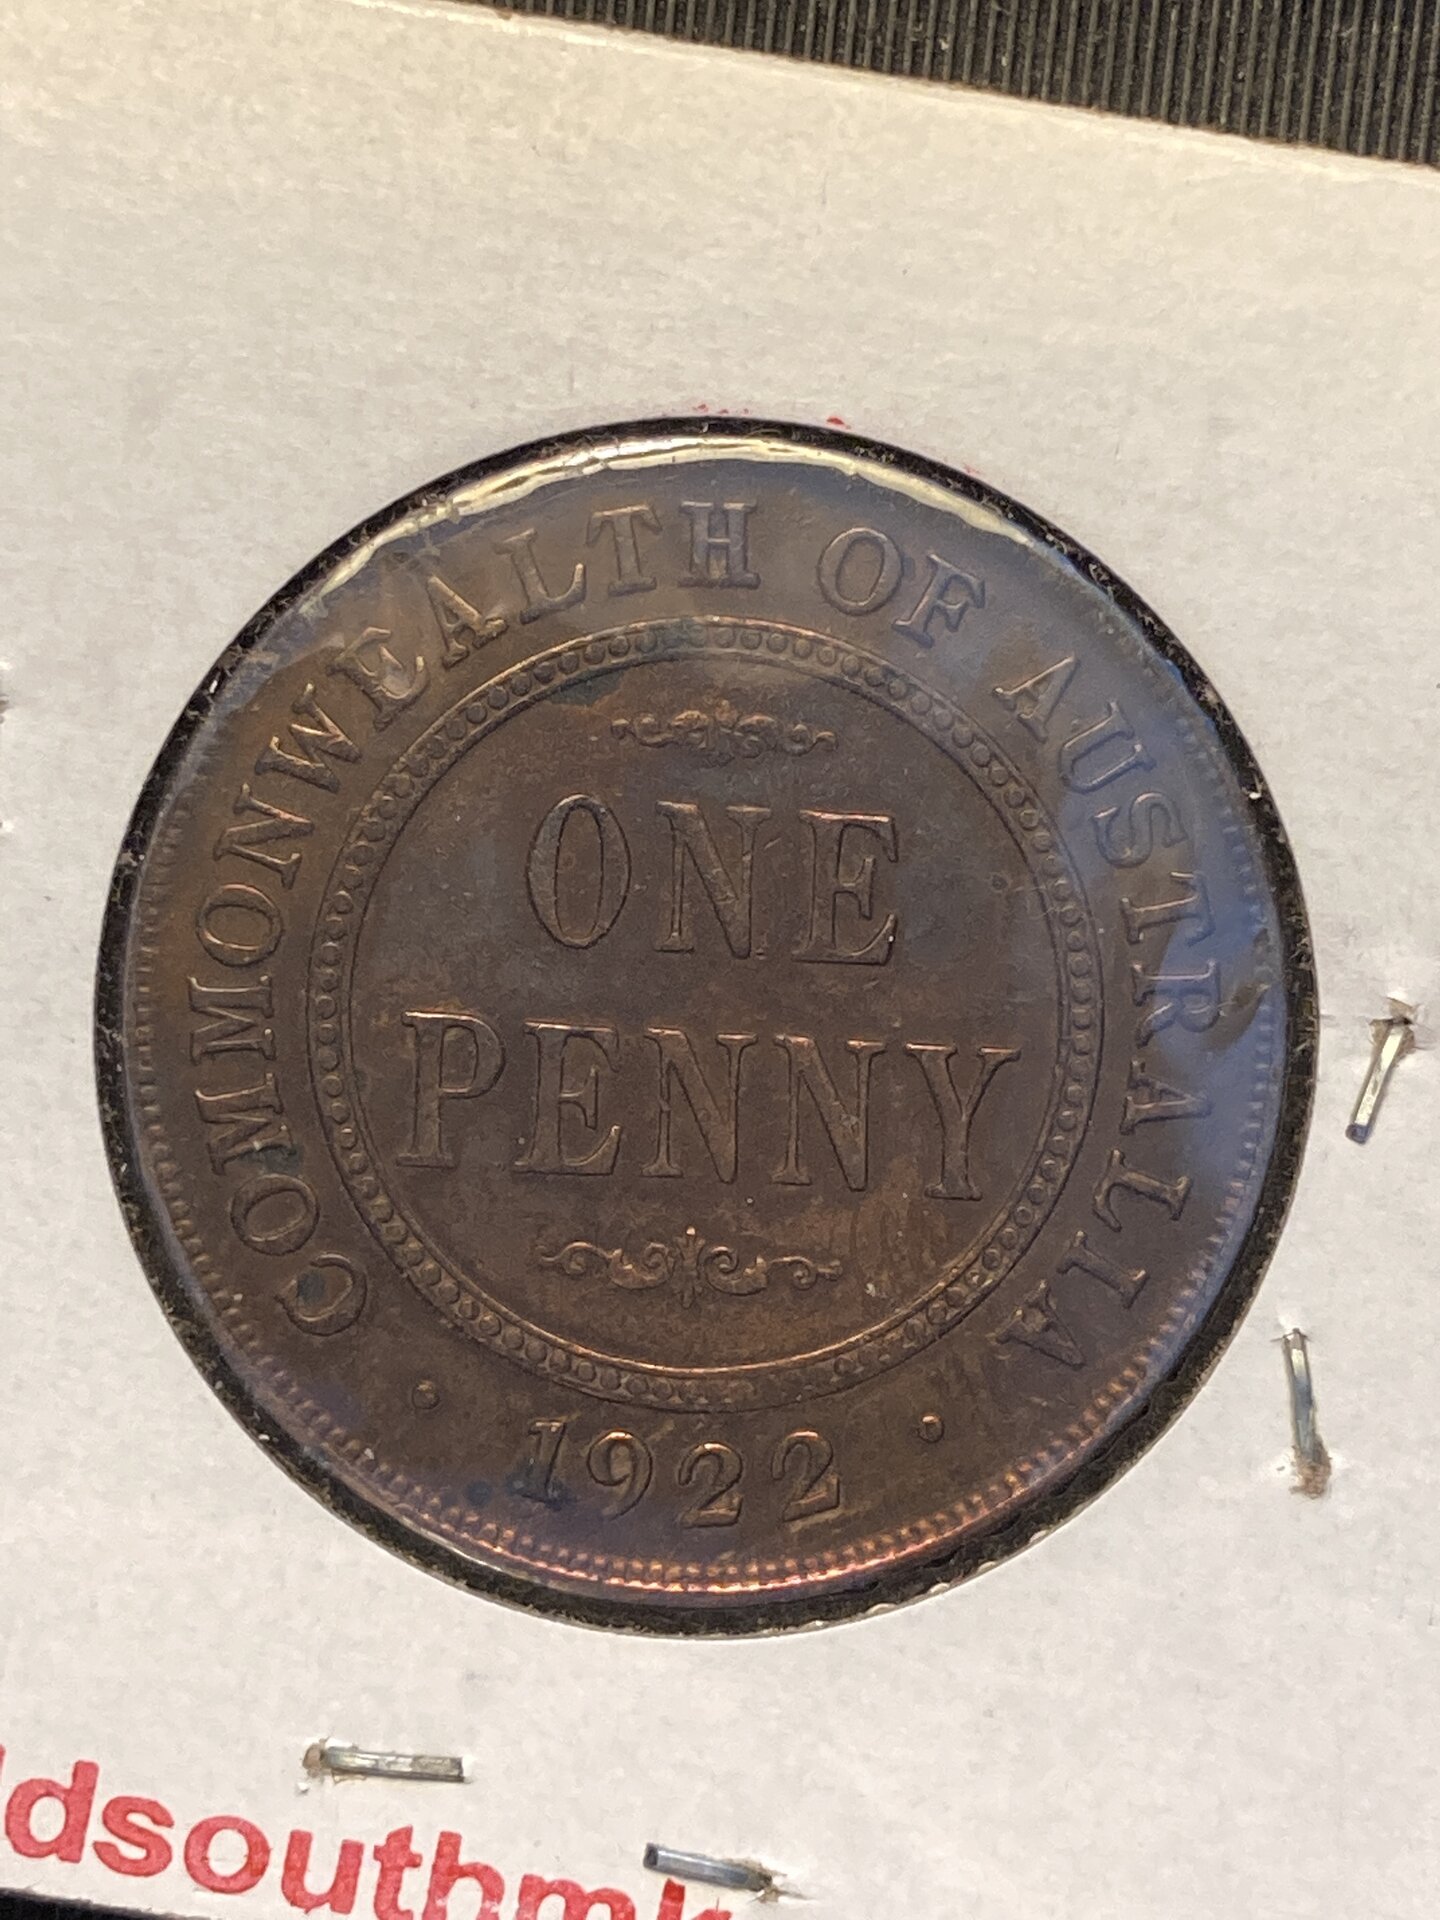 COMMONWEALTH OF AUSTRALIA
ONE
PENNY
· 1922 ·
dsouthmk